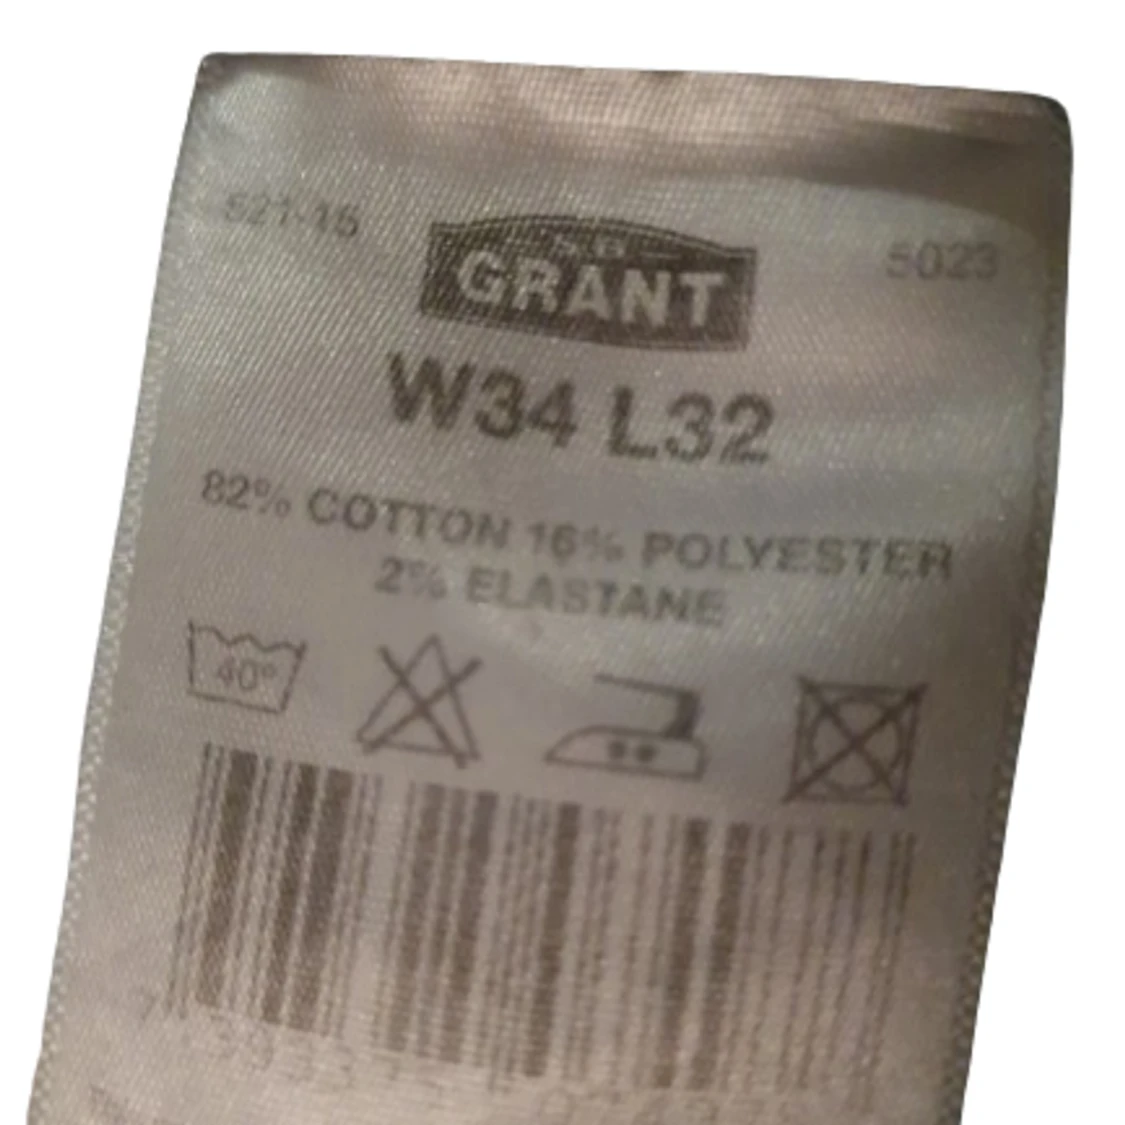 521-15
5023
GRANT
W34 L32
82% COTTON 16% POLYESTER
2% ELASTANE
40°